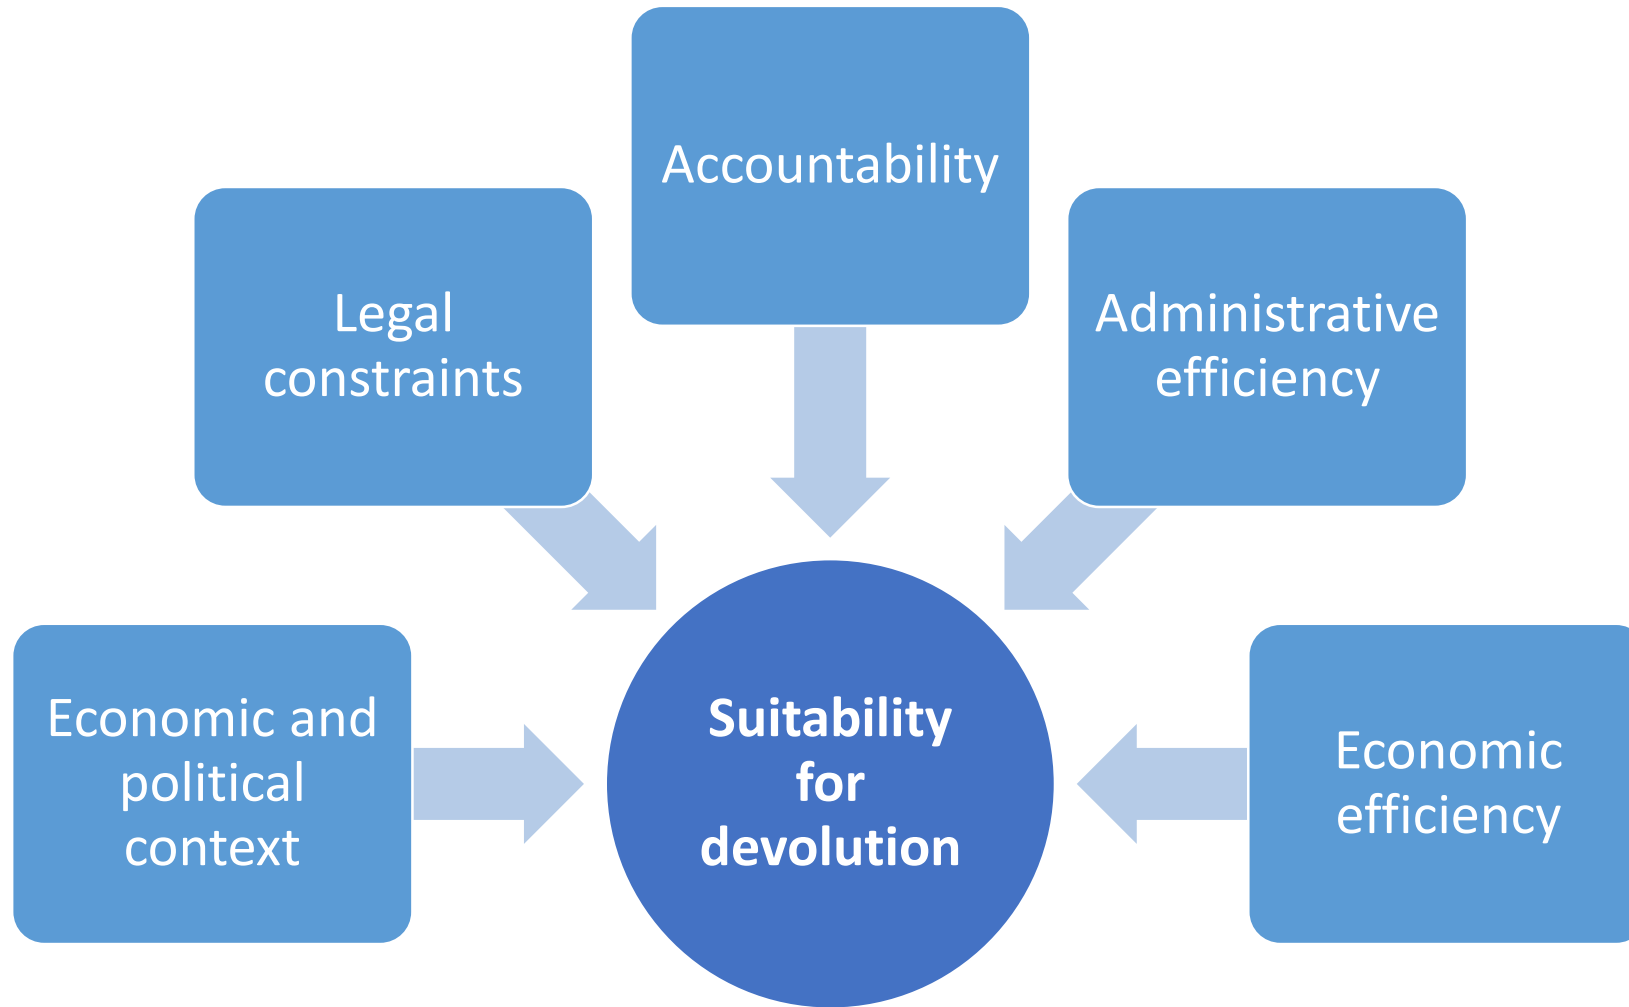 Accountability
Legal
constraints
Administrative
efficiency
Economic and
political
context
Suitability
for
devolution
Economic
efficiency